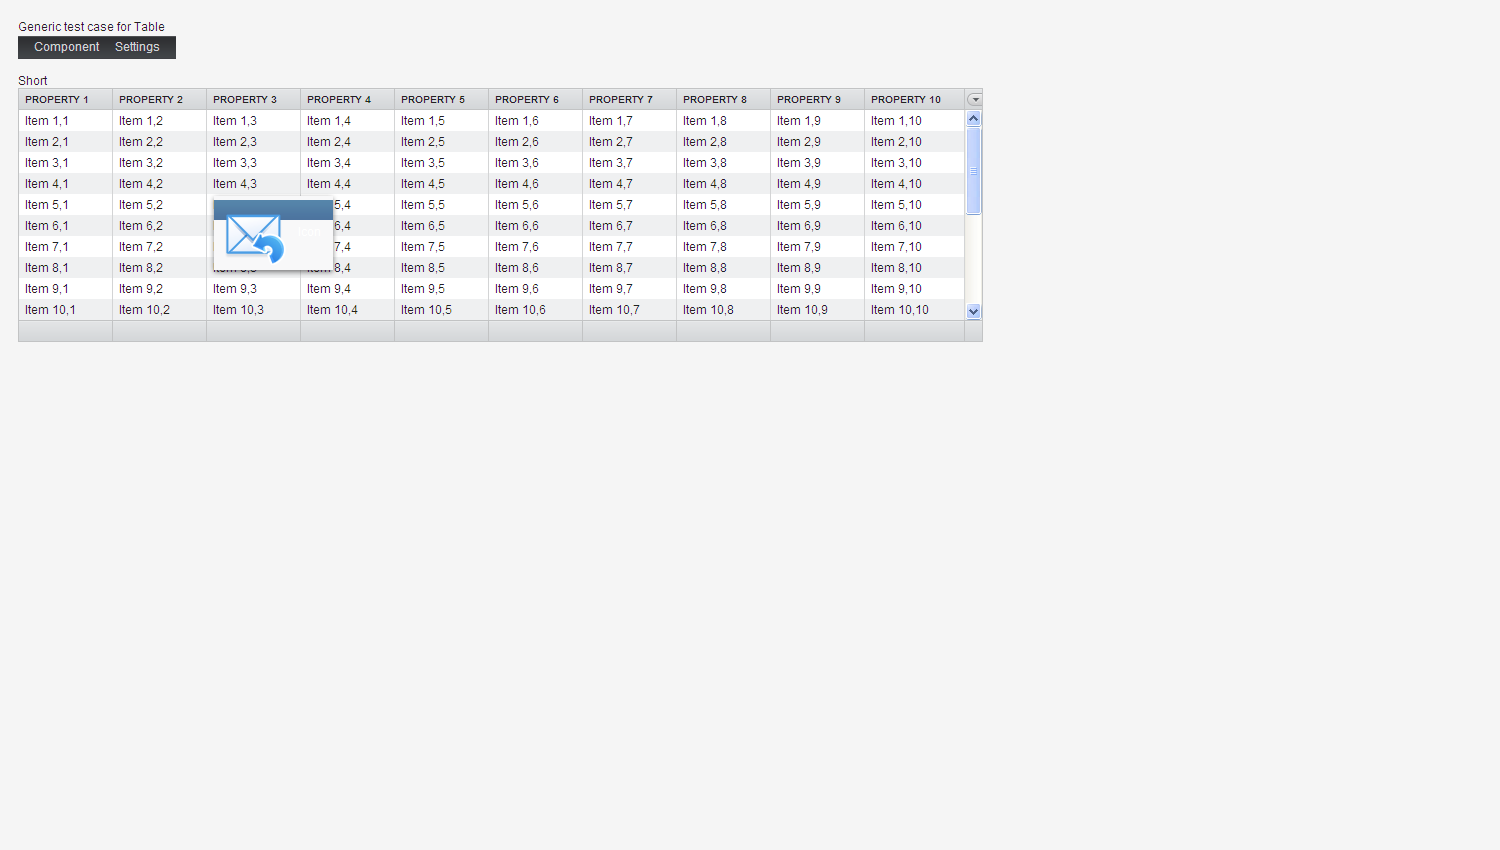 Generic test case for Table
Component Settings
Short
PROPERTY 1 PROPERTY 2 PROPERTY 3 PROPERTY 4 PROPERTY 5 PROPERTY 6 PROPERTY 7 PROPERTY 8 PROPERTY 9 PROPERTY 10
Item 1,1 Item 1,2 Item 1,3 Item 1,4 Item 1,5 Item 1,6 Item 1,7 Item 1,8 Item 1,9 Item 1,10
Item 2,1 Item 2,2 Item 2,3 Item 2,4 Item 2,5 Item 2,6 Item 2,7 Item 2,8 Item 2,9 Item 2,10
Item 3,1 Item 3,2 Item 3,3 Item 3,4 Item 3,5 Item 3,6 Item 3,7 Item 3,8 Item 3,9 Item 3,10
Item 4,1 Item 4,2 Item 4,3 Item 4,4 Item 4,5 Item 4,6 Item 4,7 Item 4,8 Item 4,9 Item 4,10
Item 5,1 Item 5,2 5,4 Item 5,5 Item 5,6 Item 5,7 Item 5,8 Item 5,9 Item 5,10
Item 6,1 Item 6,2 Icon 6,4 Item 6,5 Item 6,6 Item 6,7 Item 6,8 Item 6,9 Item 6,10
Item 7,1 Item 7,2 7,4 Item 7,5 Item 7,6 Item 7,7 Item 7,8 Item 7,9 Item 7,10
Item 8,1 Item 8,2 8,4 Item 8,5 Item 8,6 Item 8,7 Item 8,8 Item 8,9 Item 8,10
Item 9,1 Item 9,2 Item 9,3 Item 9,4 Item 9,5 Item 9,6 Item 9,7 Item 9,8 Item 9,9 Item 9,10
Item 10,1 Item 10,2 Item 10,3 Item 10,4 Item 10,5 Item 10,6 Item 10,7 Item 10,8 Item 10,9 Item 10,10